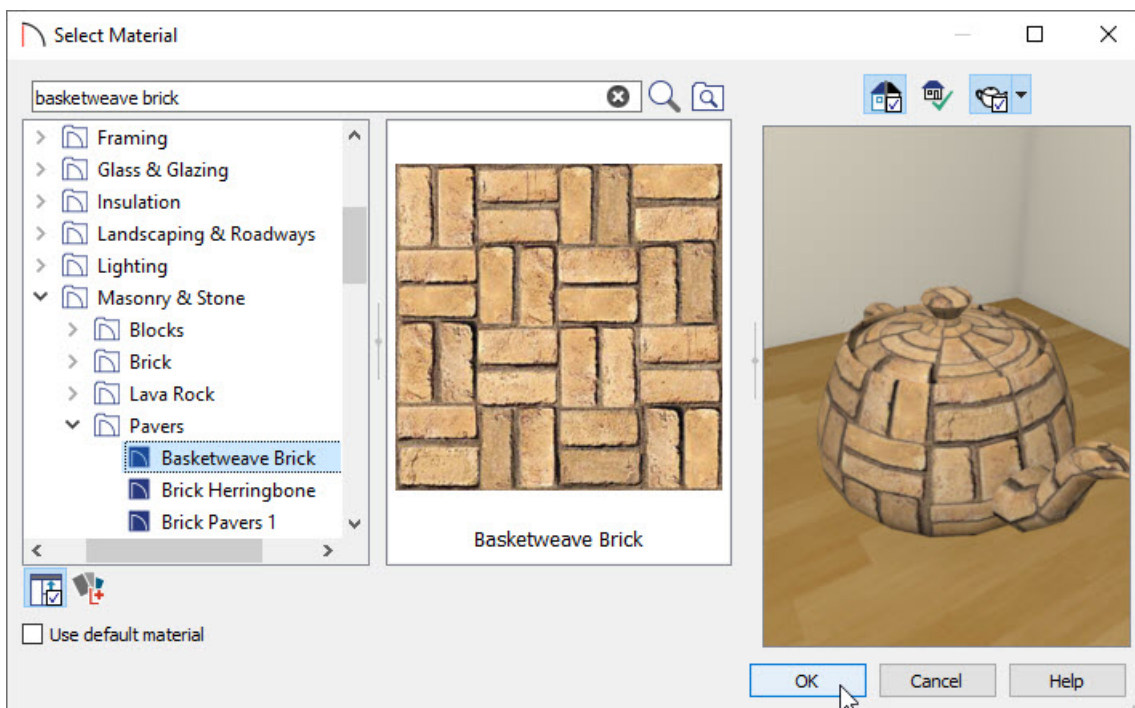 Select Material
basketweave brick
Framing
Glass & Glazing
Insulation
Landscaping & Roadways
Lighting
Masonry & Stone
Blocks
Brick
Lava Rock
Pavers
Basketweave Brick
Brick Herringbone
Brick Pavers 1
Basketweave Brick
Use default material
OK
Cancel
Help